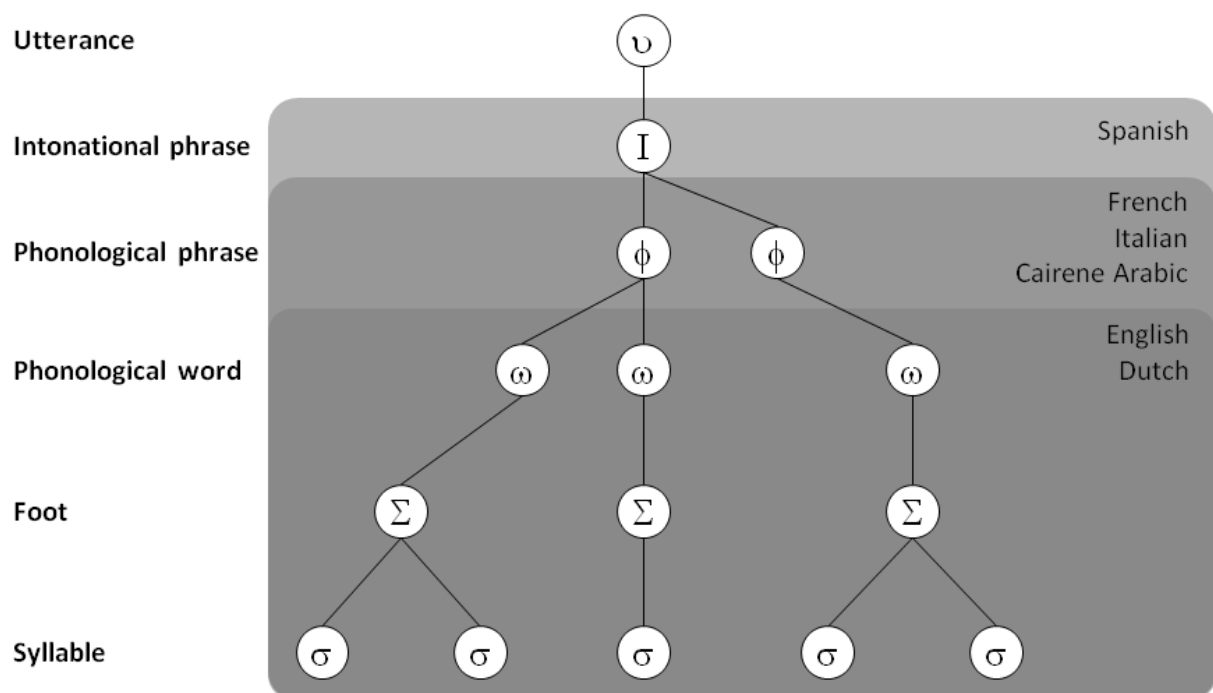 Utterance
υ
Intonational phrase
I
Spanish
Phonological phrase
ϕ
ϕ
French
Italian
Cairene Arabic
Phonological word
ω
ω
ω
English
Dutch
Foot
Σ
Σ
Σ
Syllable
σ
σ
σ
σ
σ